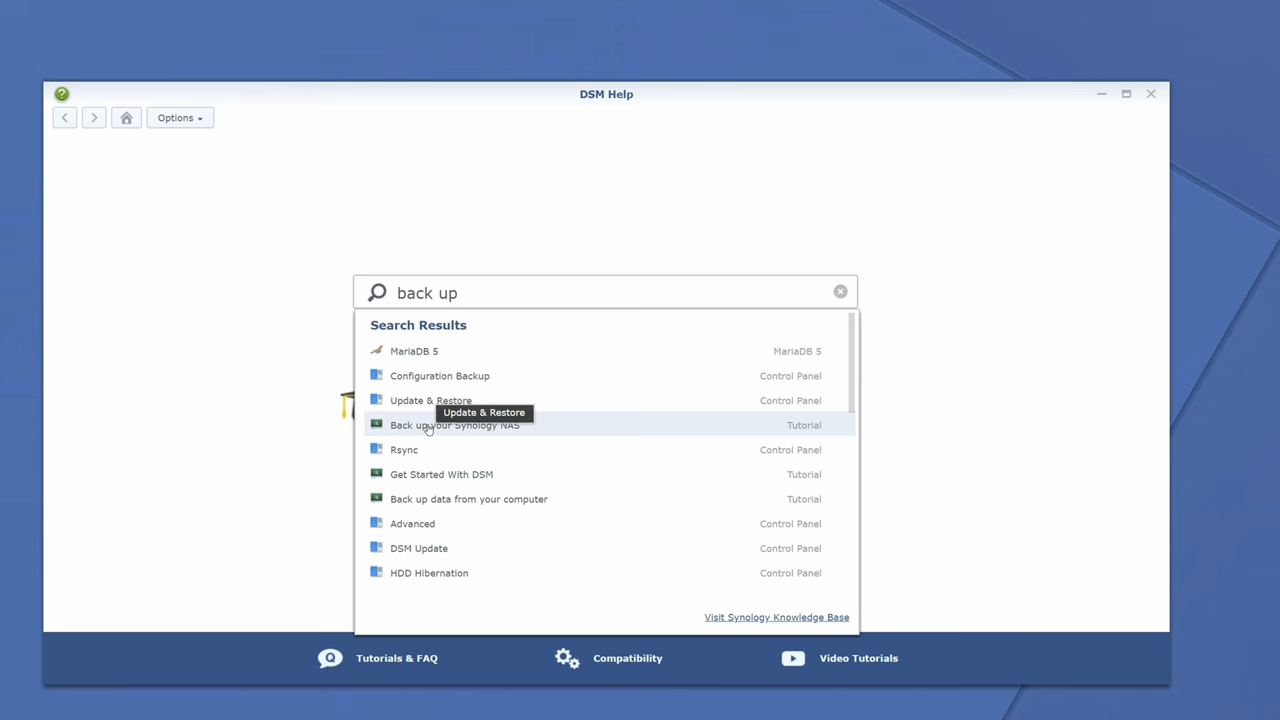 DSM Help
Options
back up
Search Results
MariaDB 5 MariaDB 5
Configuration Backup Control Panel
Update & Restore Control Panel
Update & Restore
Back up your Synology NAS Tutorial
Rsync Control Panel
Get Started With DSM Tutorial
Back up data from your computer Tutorial
Advanced Control Panel
DSM Update Control Panel
HDD Hibernation Control Panel
Visit Synology Knowledge Base
Tutorials & FAQ Compatibility Video Tutorials